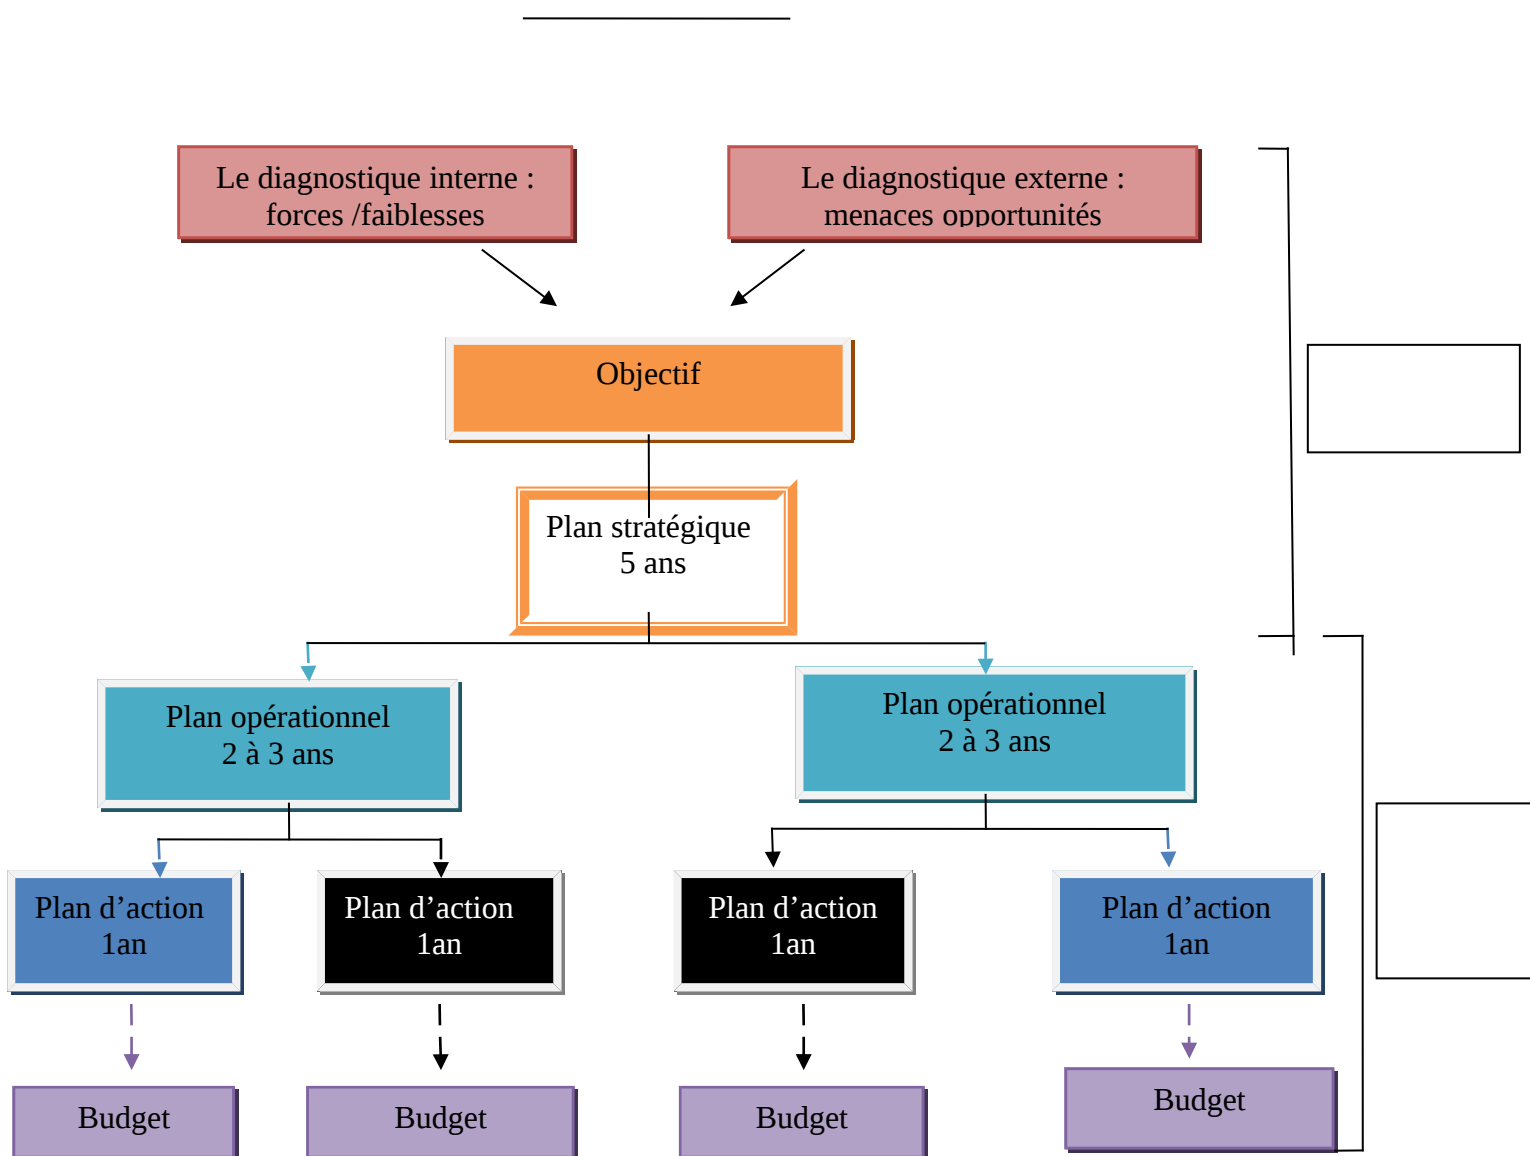 Le diagnostique interne :
forces /faiblesses
Le diagnostique externe :
menaces opportunités
Objectif
Plan stratégique
5 ans
Plan opérationnel
2 à 3 ans
Plan opérationnel
2 à 3 ans
Plan d’action
1an
Plan d’action
1an
Plan d’action
1an
Plan d’action
1an
Budget
Budget
Budget
Budget